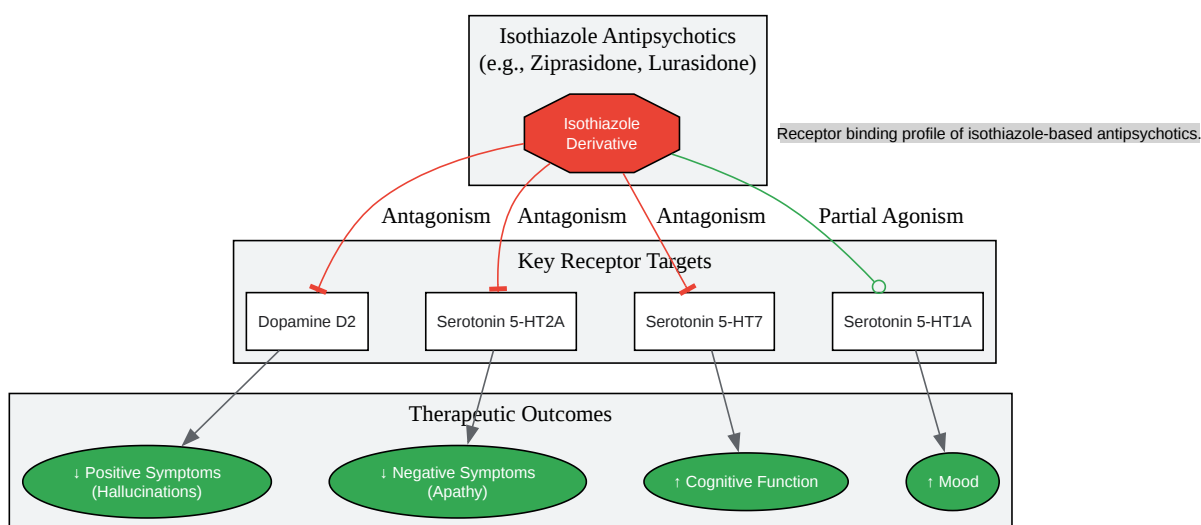 Isothiazole Antipsychotics
(e.g., Ziprasidone, Lurasidone)
Isothiazole
Derivative
Receptor binding profile of isothiazole-based antipsychotics.
Antagonism
Antagonism
Antagonism
Partial Agonism
Key Receptor Targets
Dopamine D2
Serotonin 5-HT2A
Serotonin 5-HT7
Serotonin 5-HT1A
Therapeutic Outcomes
↓ Positive Symptoms
(Hallucinations)
↓ Negative Symptoms
(Apathy)
↑ Cognitive Function
↑ Mood